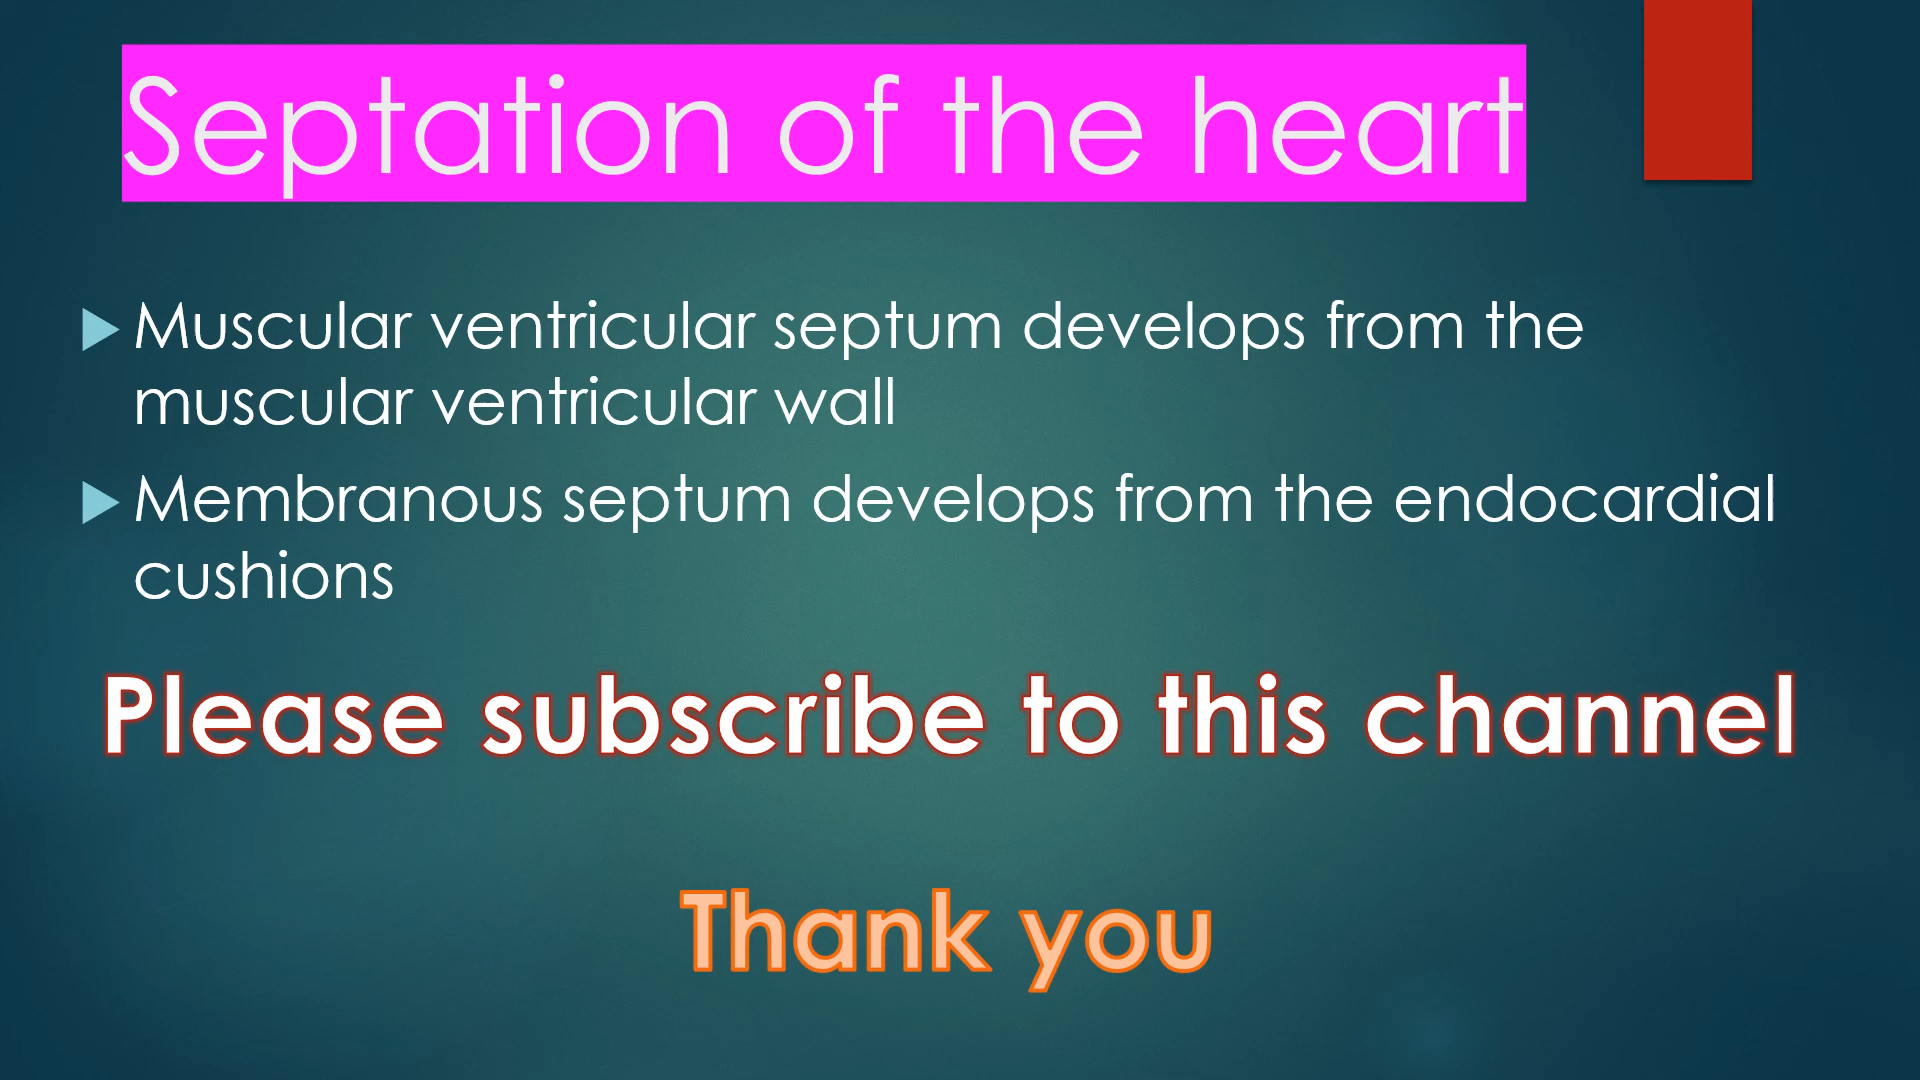 Septation of the heart
Muscular ventricular septum develops from the
muscular ventricular wall
Membranous septum develops from the endocardial
cushions
Please subscribe to this channel
Thank you